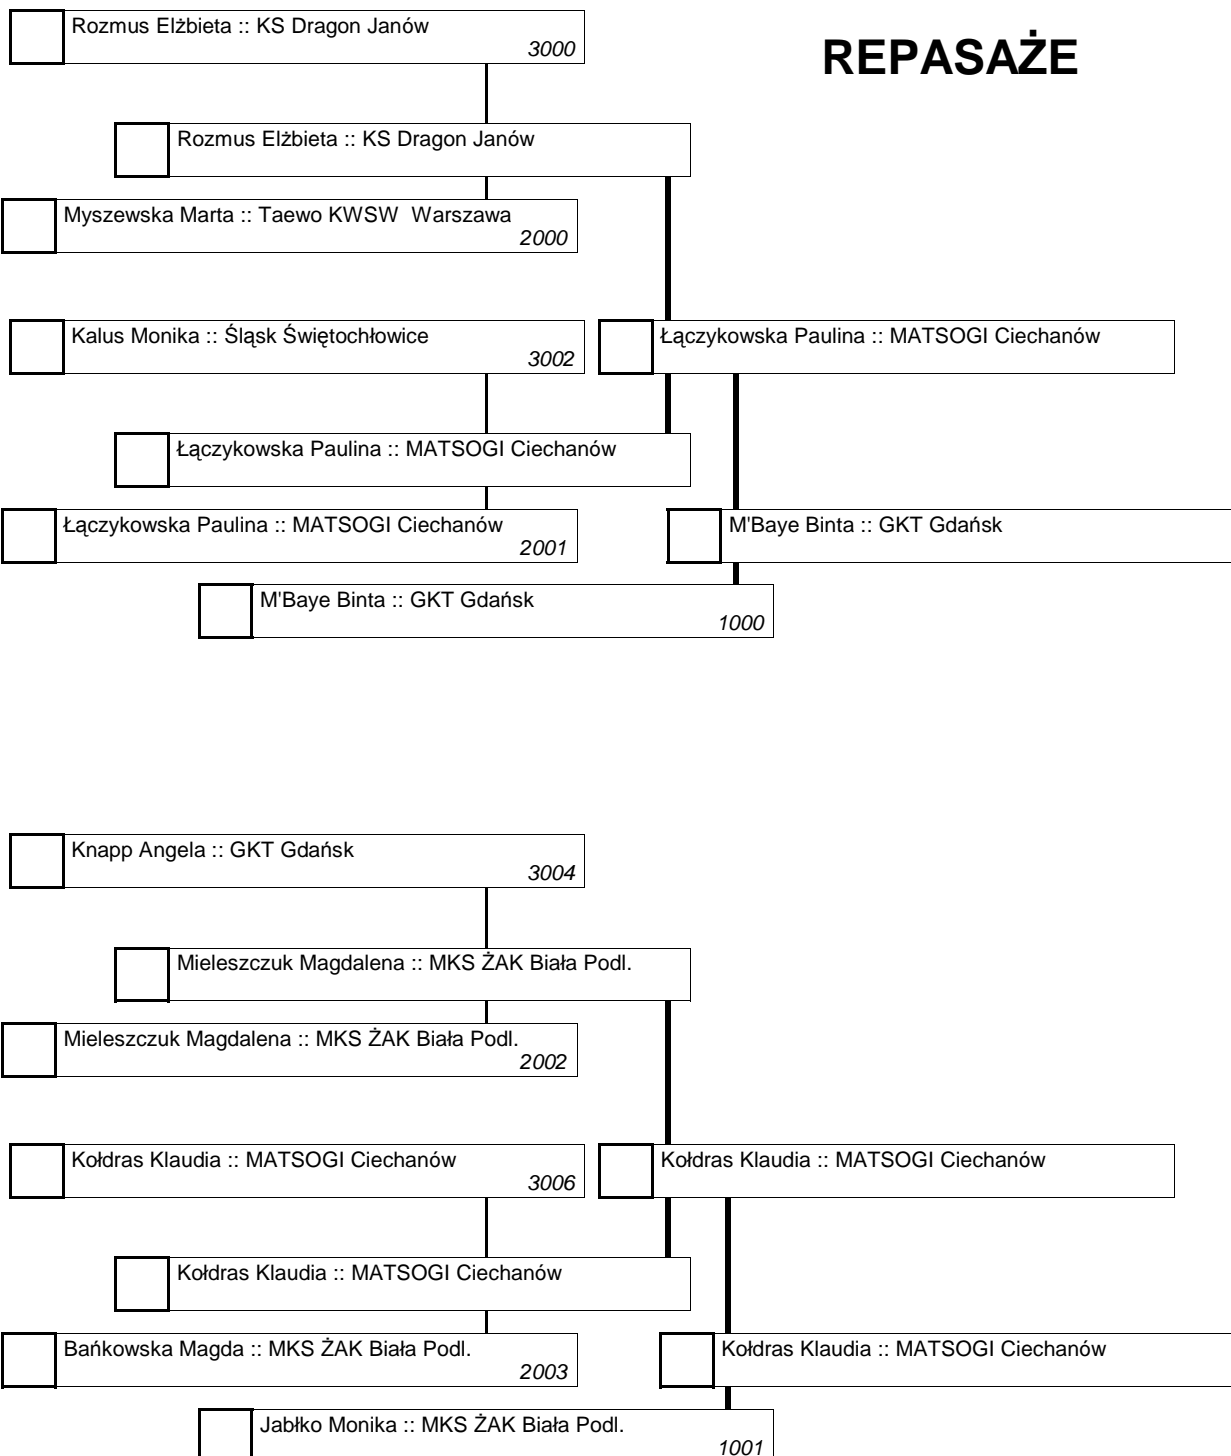 Rozmus Elżbieta :: KS Dragon Janów
3000
REPASAŻE
Rozmus Elżbieta :: KS Dragon Janów
Myszewska Marta :: Taewo KWSW  Warszawa
2000
Kalus Monika :: Śląsk Świętochłowice
3002
Łączykowska Paulina :: MATSOGI Ciechanów
Łączykowska Paulina :: MATSOGI Ciechanów
Łączykowska Paulina :: MATSOGI Ciechanów
2001
M'Baye Binta :: GKT Gdańsk
M'Baye Binta :: GKT Gdańsk
1000
Knapp Angela :: GKT Gdańsk
3004
Mieleszczuk Magdalena :: MKS ŻAK Biała Podl.
Mieleszczuk Magdalena :: MKS ŻAK Biała Podl.
2002
Kołdras Klaudia :: MATSOGI Ciechanów
3006
Kołdras Klaudia :: MATSOGI Ciechanów
Kołdras Klaudia :: MATSOGI Ciechanów
Bańkowska Magda :: MKS ŻAK Biała Podl.
2003
Kołdras Klaudia :: MATSOGI Ciechanów
Jabłko Monika :: MKS ŻAK Biała Podl.
1001